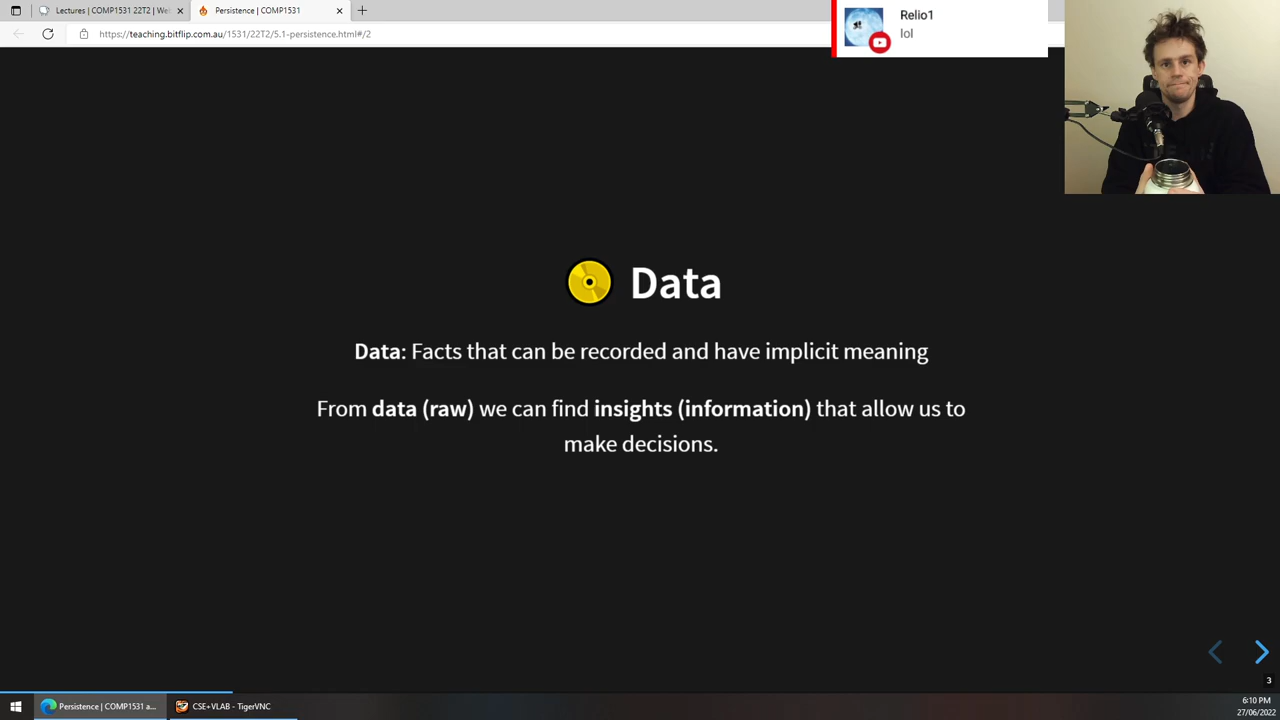 Lectures | COMP1531 22T2 | We
Persistence | COMP1531
https://teaching.bitflip.com.au/1531/22T2/5.1-persistence.html#/2
Relio1
lol
Data
Data: Facts that can be recorded and have implicit meaning
From data (raw) we can find insights (information) that allow us to
make decisions.
3
Persistence | COMP1531 a...
CSE+VLAB - TigerVNC
6:10 PM
27/06/2022